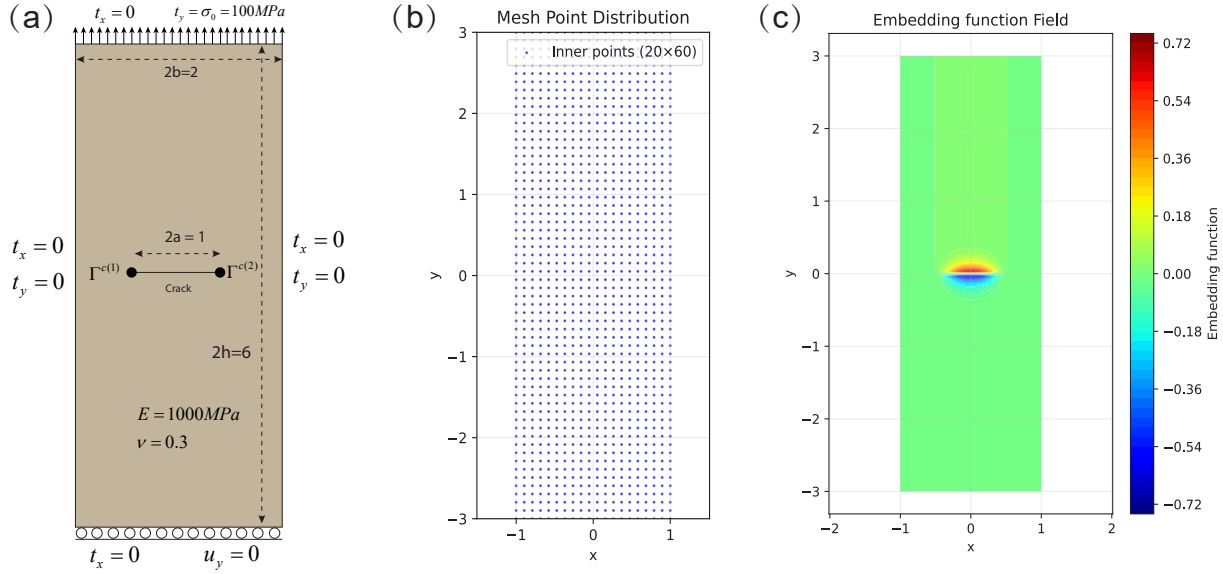 (a)
t_x = 0
t_y = σ_0 = 100MPa
2b=2
2a = 1
t_x = 0
t_y = 0
Γ^{c(1)}
Γ^{c(2)}
Crack
t_x = 0
t_y = 0
2h=6
E = 1000MPa
ν = 0.3
t_x = 0
u_y = 0
(b)
Mesh Point Distribution
Inner points (20×60)
3
2
1
0
−1
−2
−3
y
−1
0
1
x
(c)
Embedding function Field
3
2
1
0
−1
−2
−3
y
−2
−1
0
1
2
x
0.72
0.54
0.36
0.18
0.00
−0.18
−0.36
−0.54
−0.72
Embedding function